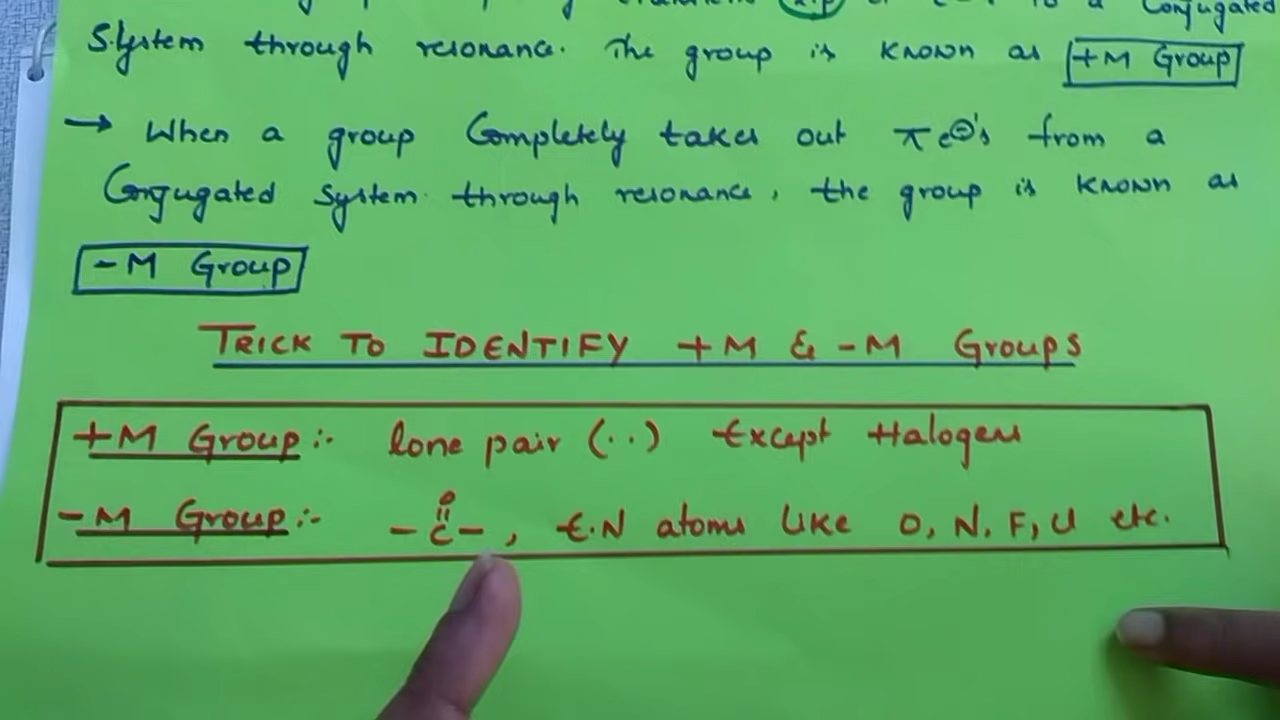 System through resonance. The group is known as +M Group
→ When a group Completely takes out π e⊖'s from a
Conjugated System through resonance, the group is known as
-M Group
TRICK TO IDENTIFY +M & -M Groups
+M Group :- lone pair (..) Except Halogens
O
||
-M Group :- -C-, E.N atoms like O, N, F, Cl etc.